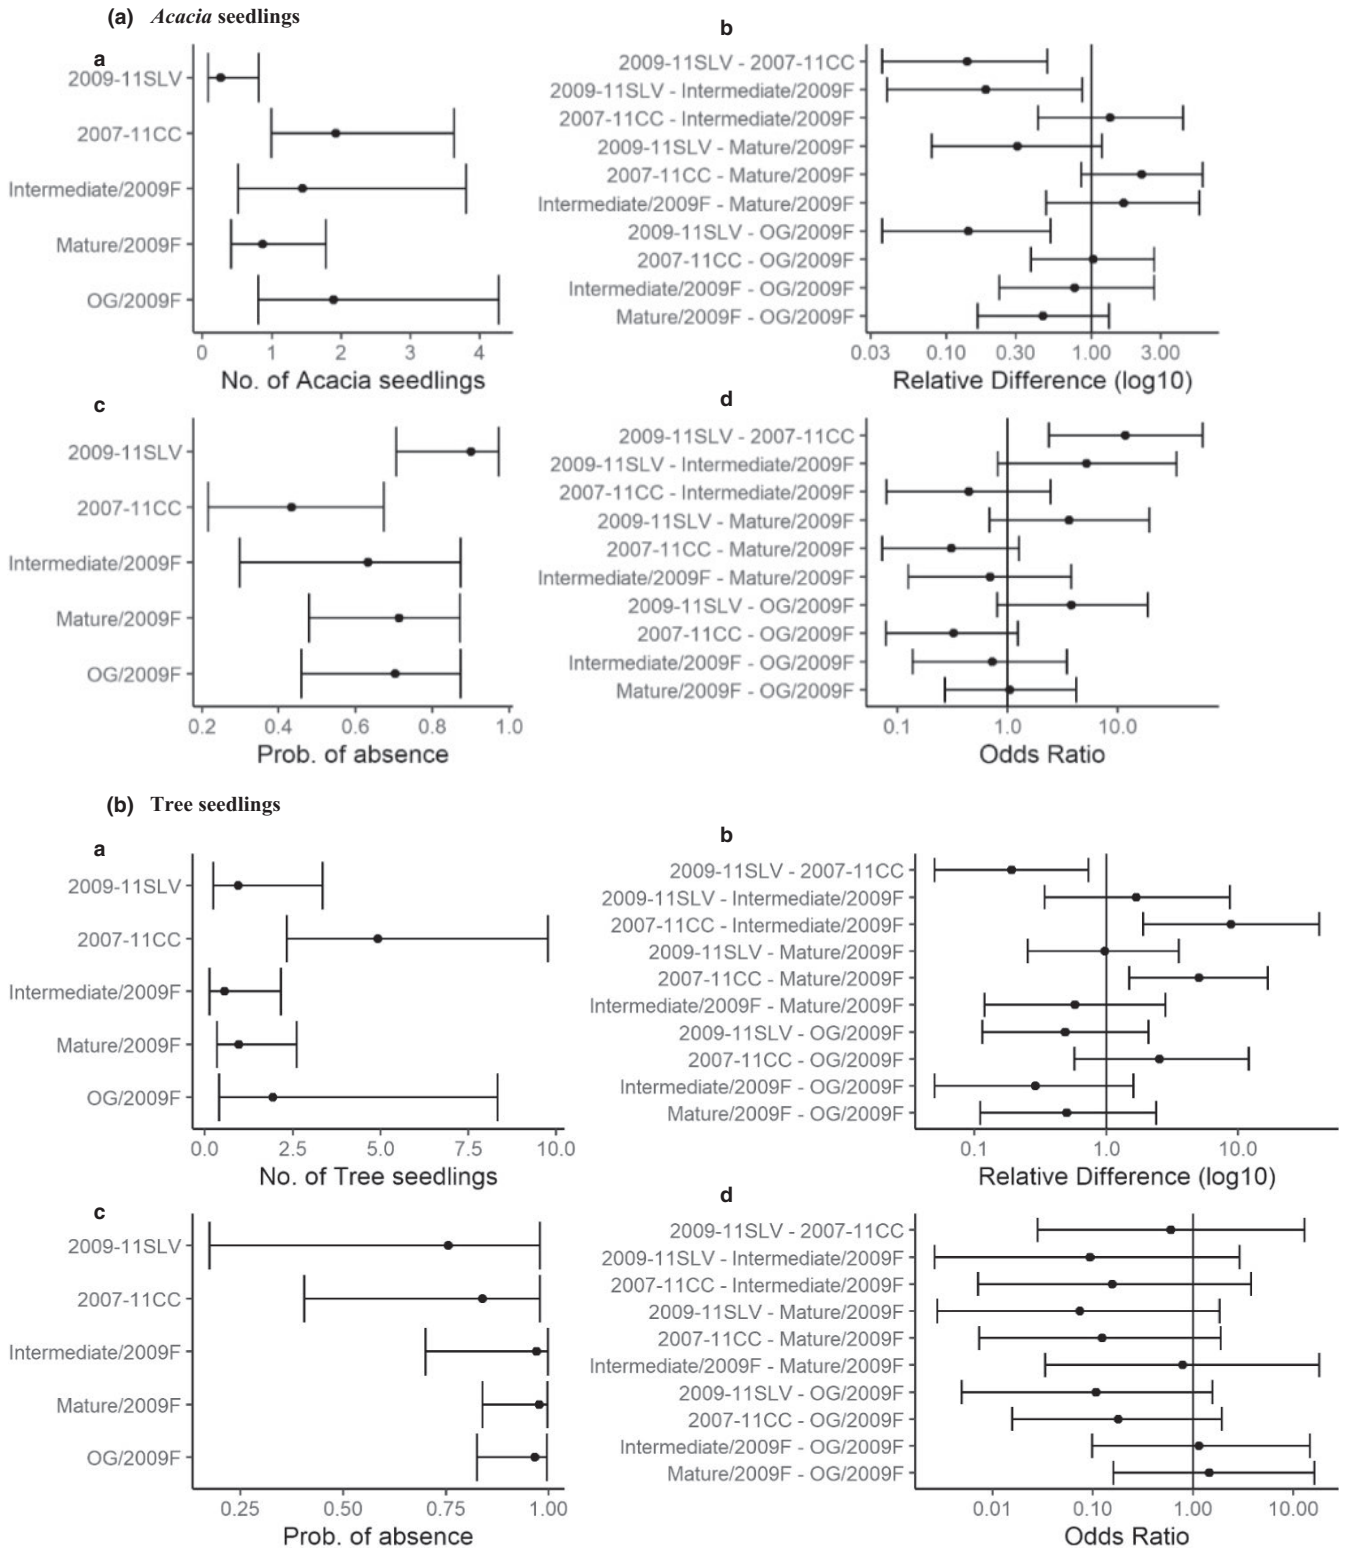 (a) Acacia seedlings
a
2009-11SLV
2007-11CC
Intermediate/2009F
Mature/2009F
OG/2009F
0 1 2 3 4
No. of Acacia seedlings
b
2009-11SLV - 2007-11CC
2009-11SLV - Intermediate/2009F
2007-11CC - Intermediate/2009F
2009-11SLV - Mature/2009F
2007-11CC - Mature/2009F
Intermediate/2009F - Mature/2009F
2009-11SLV - OG/2009F
2007-11CC - OG/2009F
Intermediate/2009F - OG/2009F
Mature/2009F - OG/2009F
0.03 0.10 0.30 1.00 3.00
Relative Difference (log10)
c
2009-11SLV
2007-11CC
Intermediate/2009F
Mature/2009F
OG/2009F
0.2 0.4 0.6 0.8 1.0
Prob. of absence
d
2009-11SLV - 2007-11CC
2009-11SLV - Intermediate/2009F
2007-11CC - Intermediate/2009F
2009-11SLV - Mature/2009F
2007-11CC - Mature/2009F
Intermediate/2009F - Mature/2009F
2009-11SLV - OG/2009F
2007-11CC - OG/2009F
Intermediate/2009F - OG/2009F
Mature/2009F - OG/2009F
0.1 1.0 10.0
Odds Ratio
(b) Tree seedlings
a
2009-11SLV
2007-11CC
Intermediate/2009F
Mature/2009F
OG/2009F
0.0 2.5 5.0 7.5 10.0
No. of Tree seedlings
b
2009-11SLV - 2007-11CC
2009-11SLV - Intermediate/2009F
2007-11CC - Intermediate/2009F
2009-11SLV - Mature/2009F
2007-11CC - Mature/2009F
Intermediate/2009F - Mature/2009F
2009-11SLV - OG/2009F
2007-11CC - OG/2009F
Intermediate/2009F - OG/2009F
Mature/2009F - OG/2009F
0.1 1.0 10.0
Relative Difference (log10)
c
2009-11SLV
2007-11CC
Intermediate/2009F
Mature/2009F
OG/2009F
0.25 0.50 0.75 1.00
Prob. of absence
d
2009-11SLV - 2007-11CC
2009-11SLV - Intermediate/2009F
2007-11CC - Intermediate/2009F
2009-11SLV - Mature/2009F
2007-11CC - Mature/2009F
Intermediate/2009F - Mature/2009F
2009-11SLV - OG/2009F
2007-11CC - OG/2009F
Intermediate/2009F - OG/2009F
Mature/2009F - OG/2009F
0.01 0.10 1.00 10.00
Odds Ratio